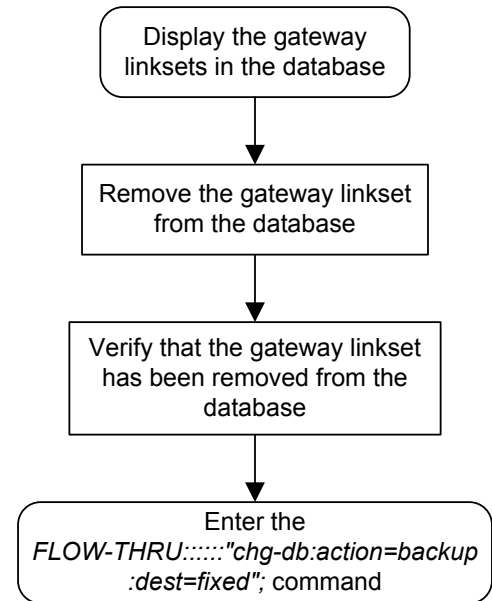 Display the gateway
linksets in the database
Remove the gateway linkset
from the database
Verify that the gateway linkset
has been removed from the
database
Enter the
FLOW-THRU::::::"chg-db:action=backup
:dest=fixed"; command